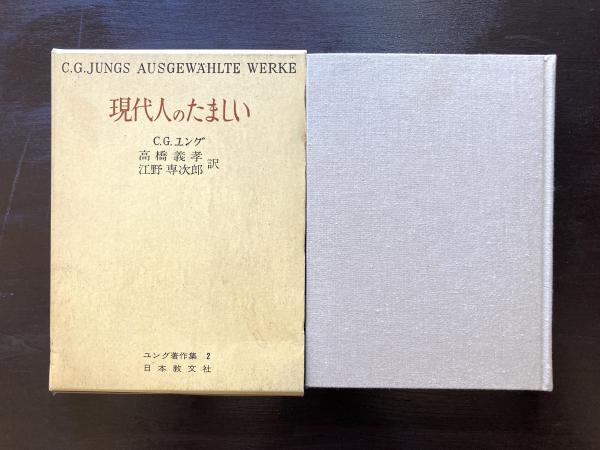 C.G.JUNGS AUSGEWÄHLTE WERKE
現代人のたましい
C.G.ユング
高橋義孝
江野専次郎 訳
ユング著作集 2
日本教文社